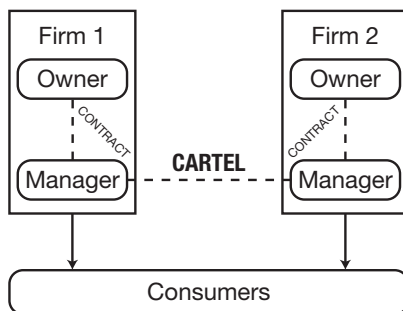 Firm 1
Owner
CONTRACT
Manager
CARTEL
Firm 2
Owner
CONTRACT
Manager
Consumers